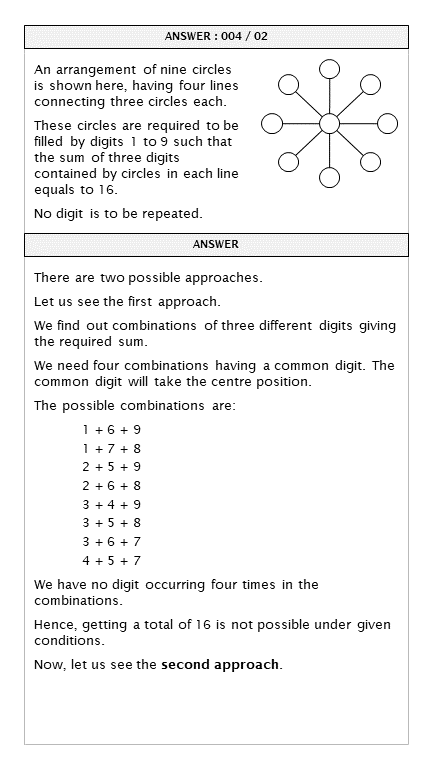 ANSWER : 004 / 02
An arrangement of nine circles
is shown here, having four lines
connecting three circles each.
These circles are required to be
filled by digits 1 to 9 such that
the sum of three digits
contained by circles in each line
equals to 16.
No digit is to be repeated.
ANSWER
There are two possible approaches.
Let us see the first approach.
We find out combinations of three different digits giving
the required sum.
We need four combinations having a common digit. The
common digit will take the centre position.
The possible combinations are:
1 + 6 + 9
1 + 7 + 8
2 + 5 + 9
2 + 6 + 8
3 + 4 + 9
3 + 5 + 8
3 + 6 + 7
4 + 5 + 7
We have no digit occurring four times in the
combinations.
Hence, getting a total of 16 is not possible under given
conditions.
Now, let us see the second approach.